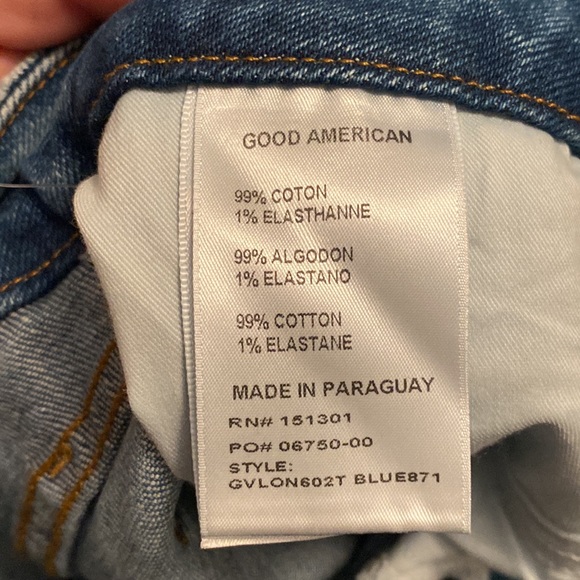 GOOD AMERICAN
99% COTON
1% ELASTHANNE
99% ALGODON
1% ELASTANO
99% COTTON
1% ELASTANE
MADE IN PARAGUAY
RN# 151301
PO# 06750-00
STYLE:
GVLON602T BLUE871